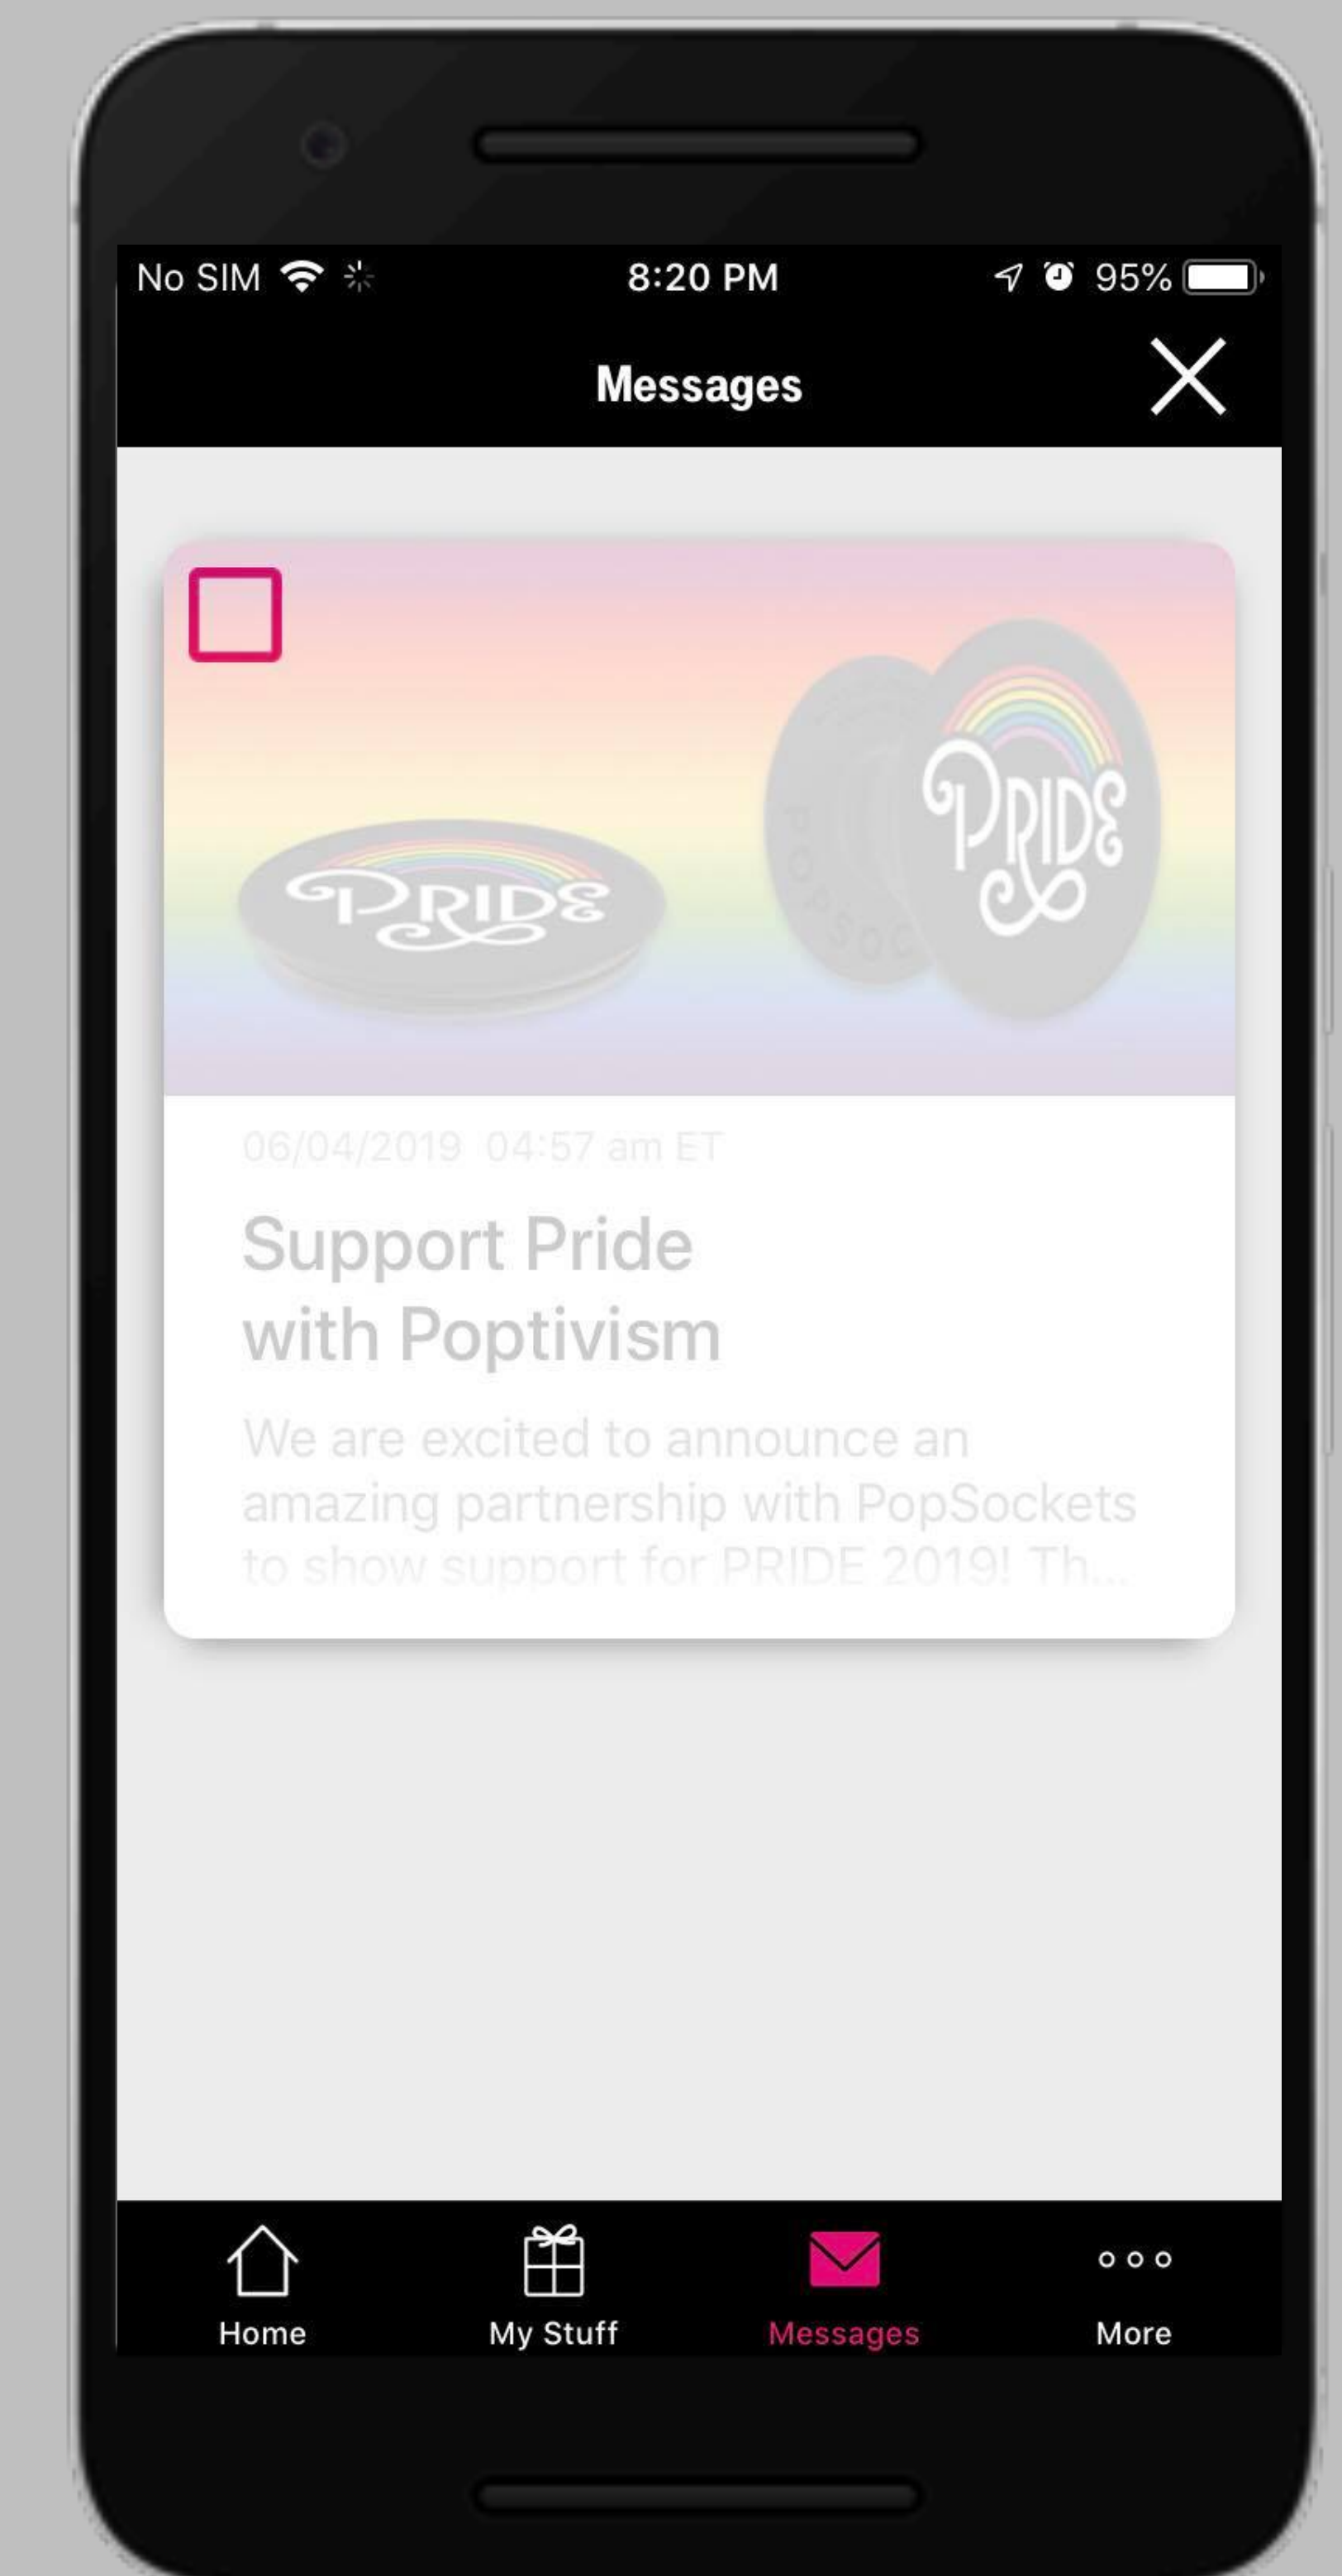 No SIM 8:20 PM 95%
Messages
PRIDE
PRIDE
POPSOC
06/04/2019 04:57 am ET
Support Pride
with Poptivism
We are excited to announce an
amazing partnership with PopSockets
to show support for PRIDE 2019! Th...
Home My Stuff Messages More